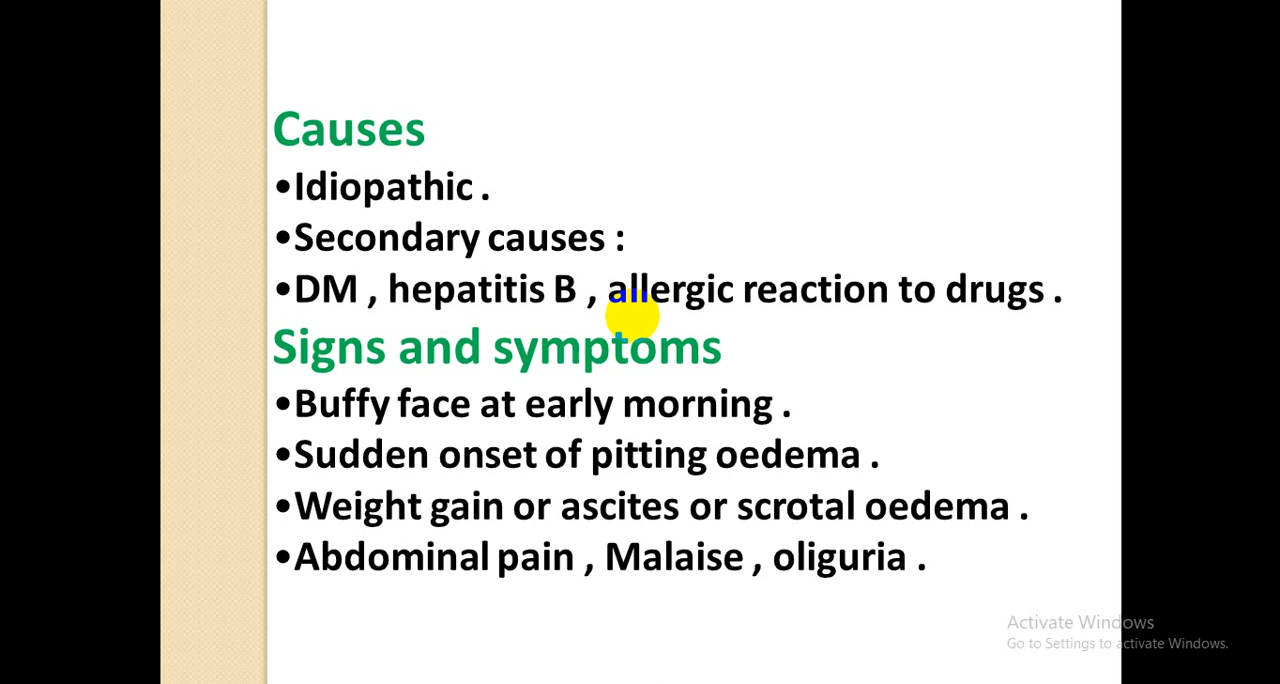 Causes
•Idiopathic .
•Secondary causes :
•DM , hepatitis B , allergic reaction to drugs .
Signs and symptoms
•Buffy face at early morning .
•Sudden onset of pitting oedema .
•Weight gain or ascites or scrotal oedema .
•Abdominal pain , Malaise , oliguria .
Activate Windows
Go to Settings to activate Windows.